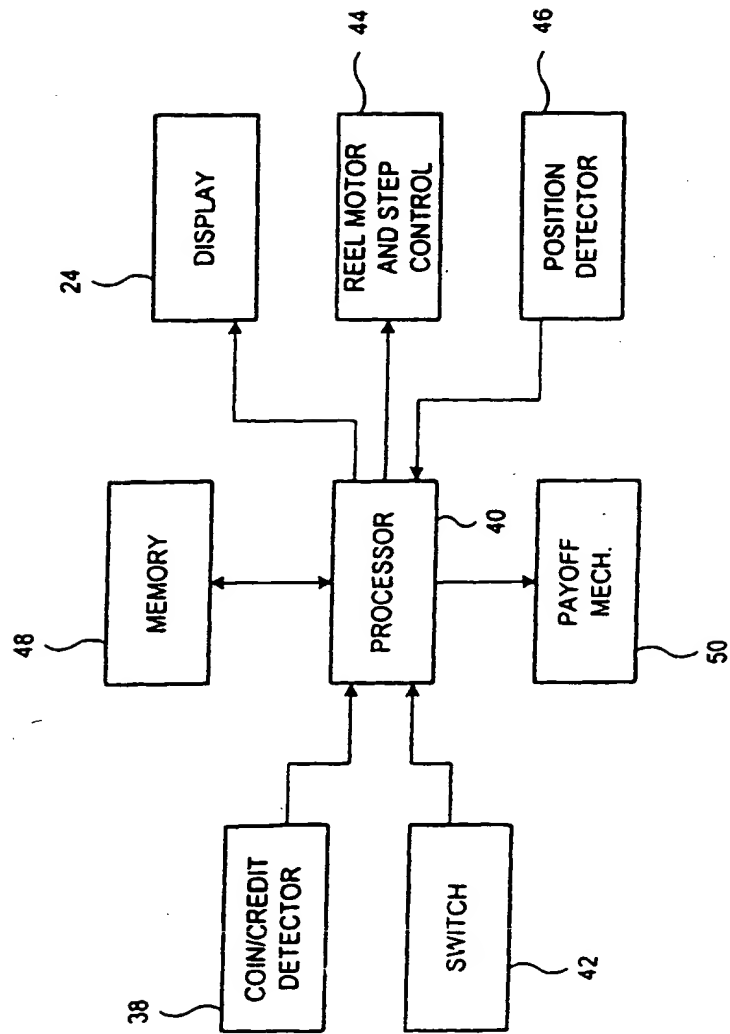 38
COIN/CREDIT
DETECTOR
SWITCH
42
48
MEMORY
PROCESSOR
40
PAYOFF
MECH.
50
24
DISPLAY
44
REEL MOTOR
AND STEP
CONTROL
46
POSITION
DETECTOR